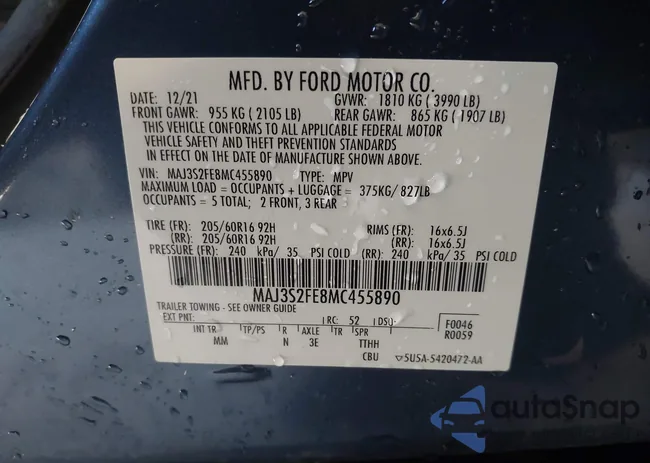 MFD. BY FORD MOTOR CO.
DATE: 12/21 GVWR: 1810 KG ( 3990 LB)
FRONT GAWR: 955 KG ( 2105 LB) REAR GAWR: 865 KG ( 1907 LB)
THIS VEHICLE CONFORMS TO ALL APPLICABLE FEDERAL MOTOR
VEHICLE SAFETY AND THEFT PREVENTION STANDARDS
IN EFFECT ON THE DATE OF MANUFACTURE SHOWN ABOVE.
VIN: MAJ3S2FE8MC455890 TYPE: MPV
MAXIMUM LOAD = OCCUPANTS + LUGGAGE = 375KG/ 827LB
OCCUPANTS = 5 TOTAL; 2 FRONT, 3 REAR
TIRE (FR): 205/60R16 92H RIMS (FR): 16x6.5J
(RR): 205/60R16 92H (RR): 16x6.5J
PRESSURE (FR): 240 kPa/ 35 PSI COLD (RR): 240 kPa/ 35 PSI COLD
MAJ3S2FE8MC455890
TRAILER TOWING - SEE OWNER GUIDE
EXT PNT: RC: 52 DSO: F0046
INT TR TP/PS R AXLE TR SPR R0059
MM N 3E TTHH
CBU 5USA-5420472-AA
autoSnap